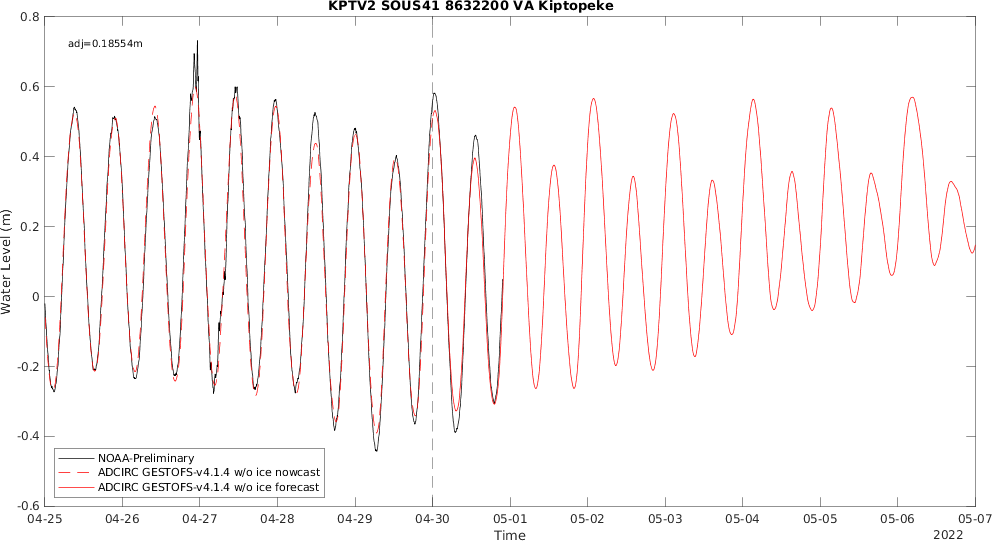 KPTV2 SOUS41 8632200 VA Kiptopeke
adj=0.18554m
0.8
0.6
0.4
0.2
0
-0.2
-0.4
-0.6
Water Level (m)
NOAA-Preliminary
ADCIRC GESTOFS-v4.1.4 w/o ice nowcast
ADCIRC GESTOFS-v4.1.4 w/o ice forecast
04-25 04-26 04-27 04-28 04-29 04-30 05-01 05-02 05-03 05-04 05-05 05-06 05-07
Time
2022